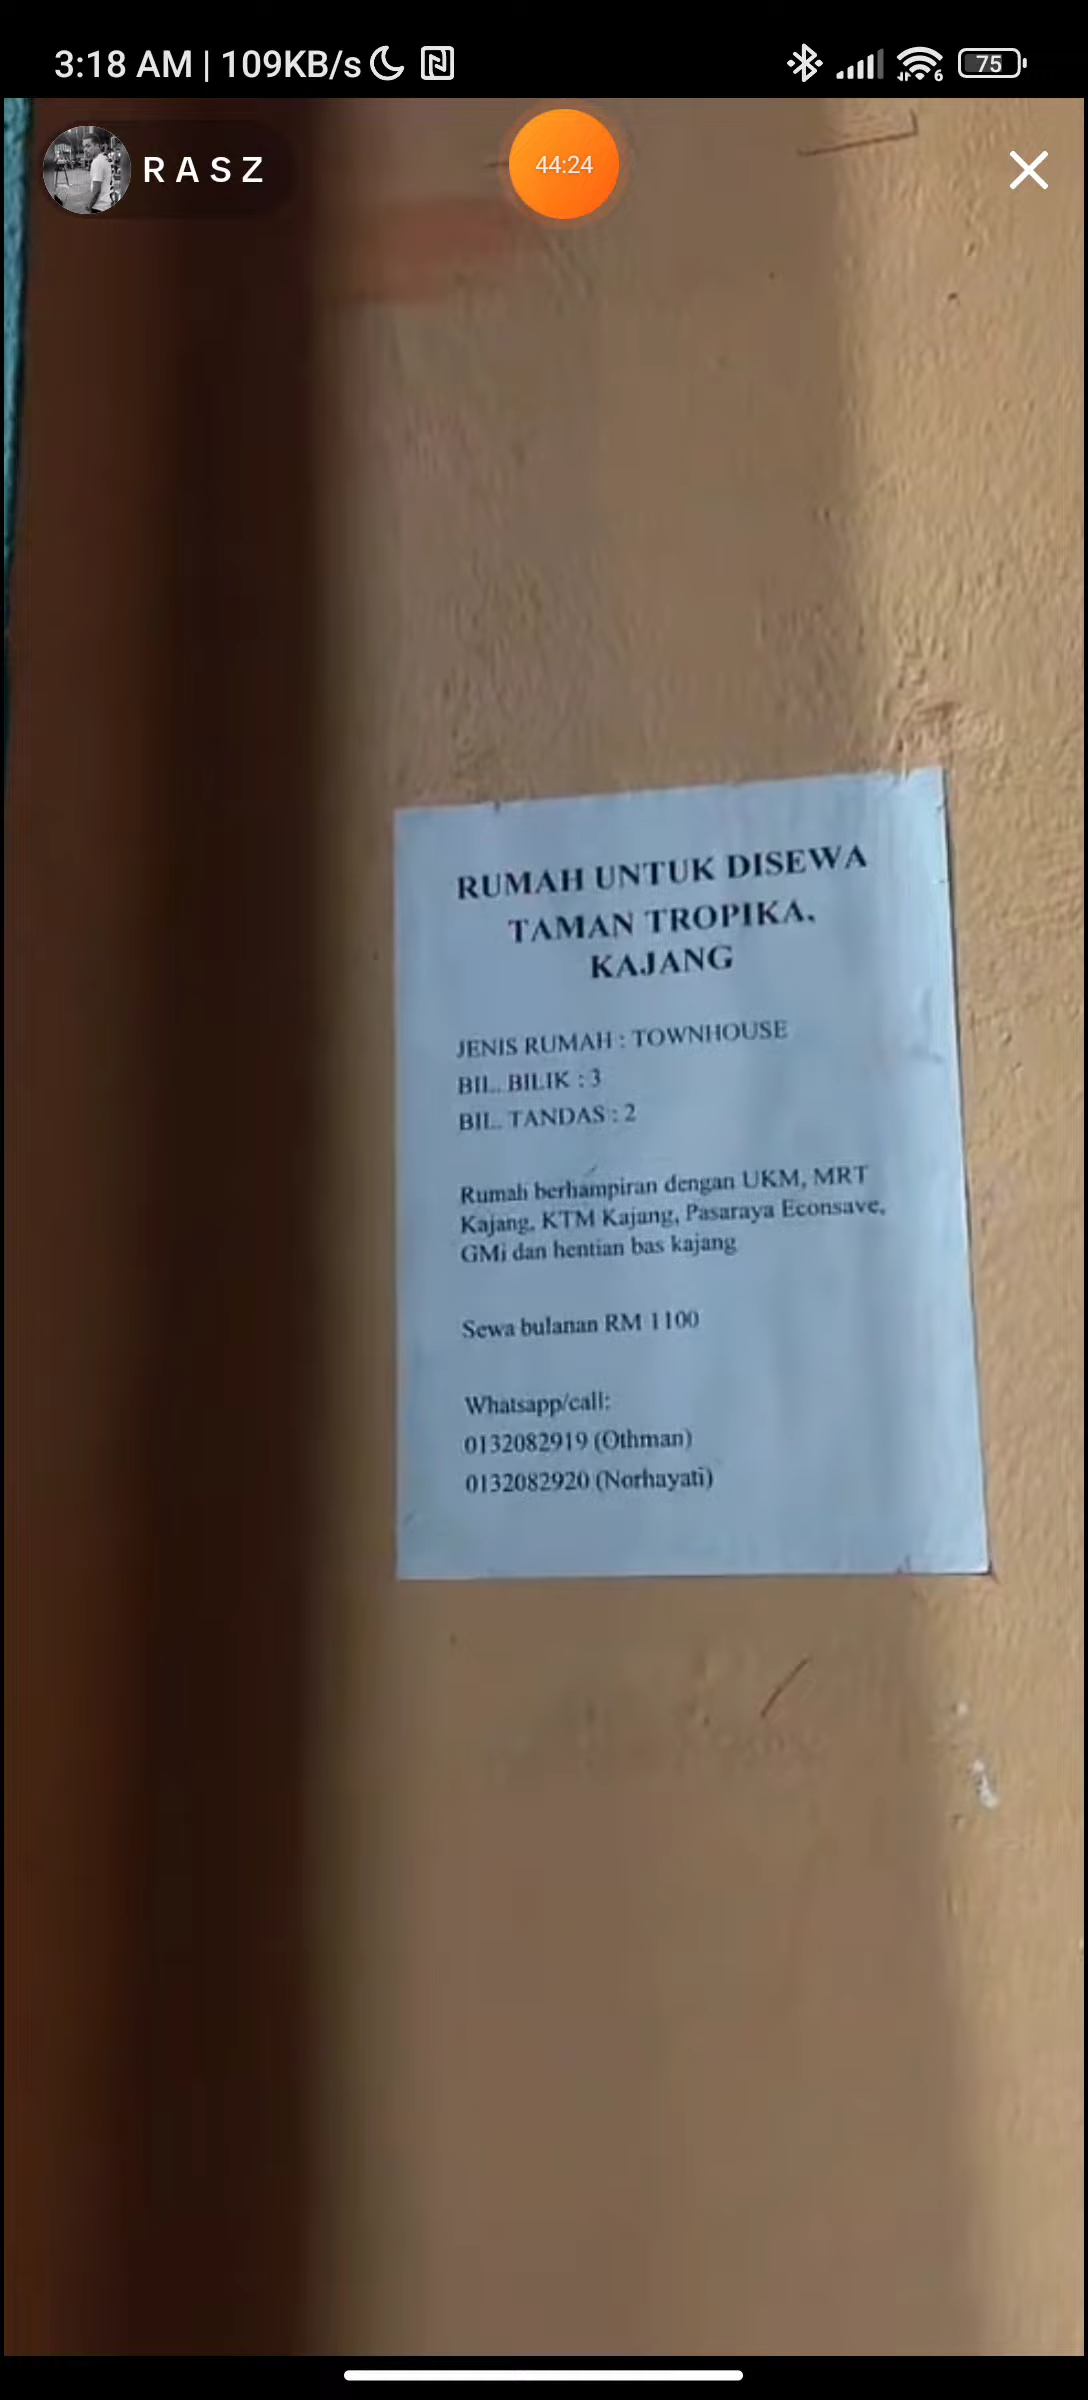 3:18 AM | 109KB/s
6
75
R A S Z
44:24
RUMAH UNTUK DISEWA
TAMAN TROPIKA,
KAJANG
JENIS RUMAH : TOWNHOUSE
BIL. BILIK : 3
BIL. TANDAS : 2
Rumah berhampiran dengan UKM, MRT
Kajang, KTM Kajang, Pasaraya Econsave,
GMi dan hentian bas kajang
Sewa bulanan RM 1100
Whatsapp/call:
0132082919 (Othman)
0132082920 (Norhayati)